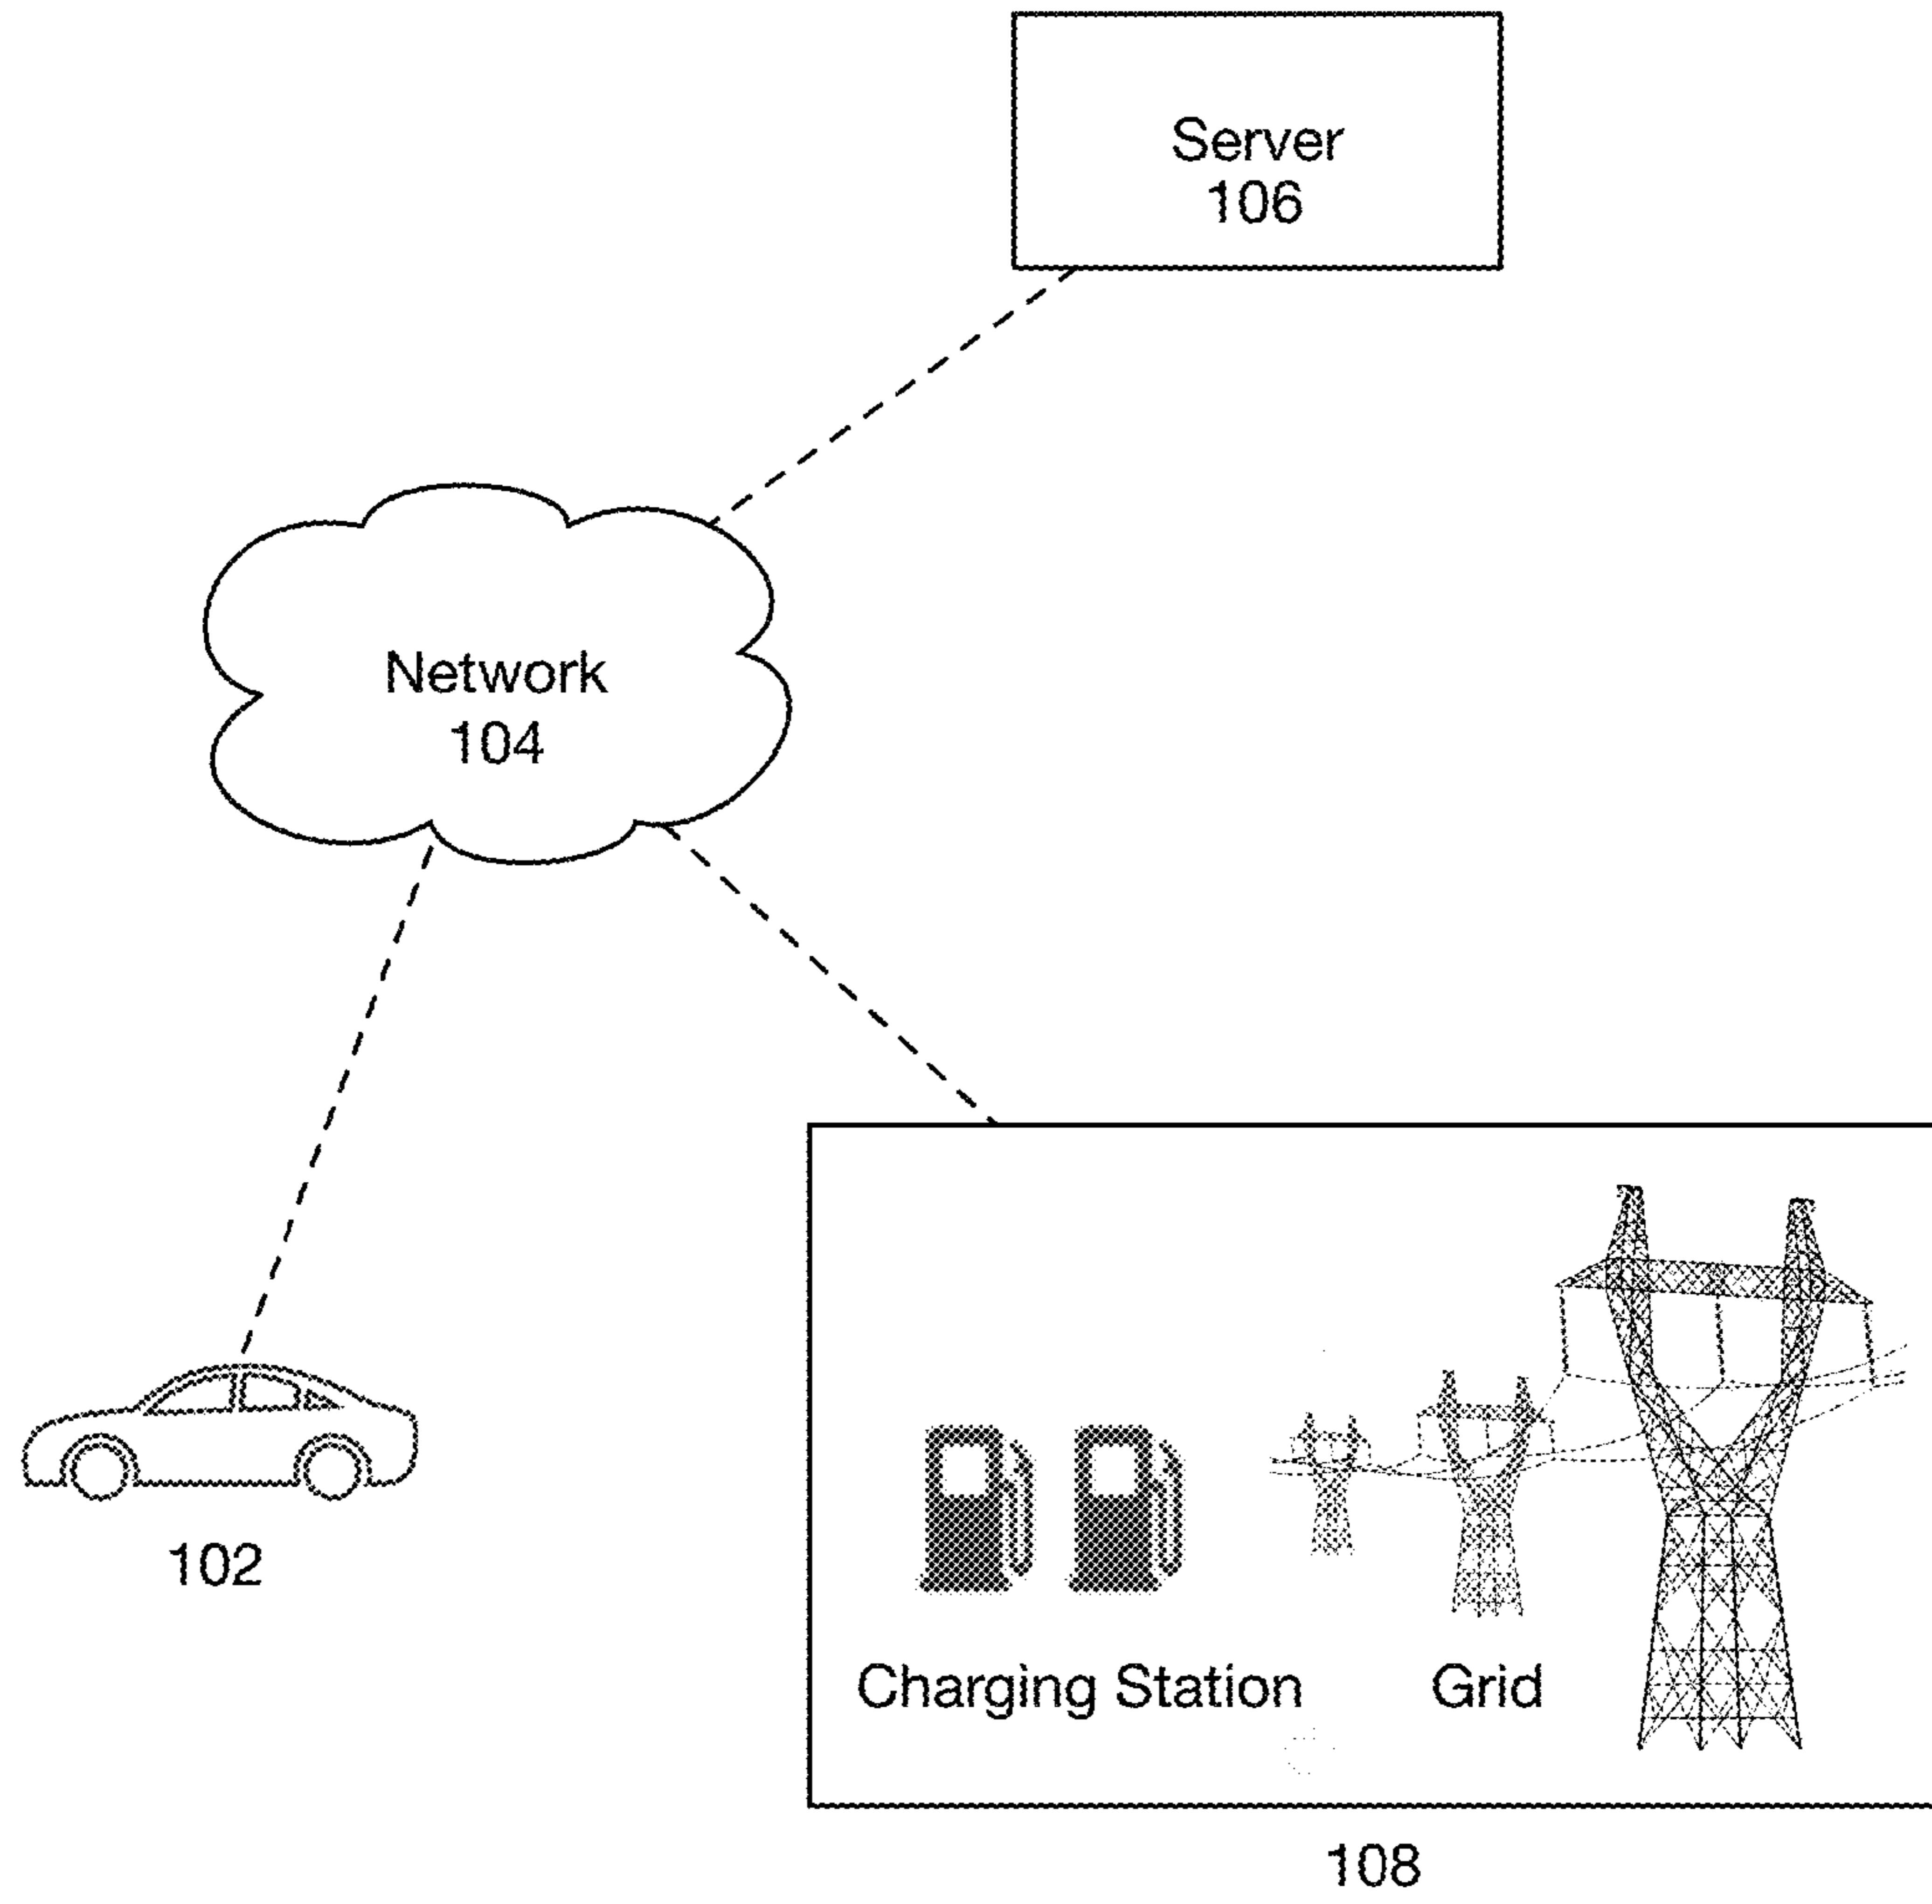 Server
106
Network
104
102
Charging Station
Grid
108